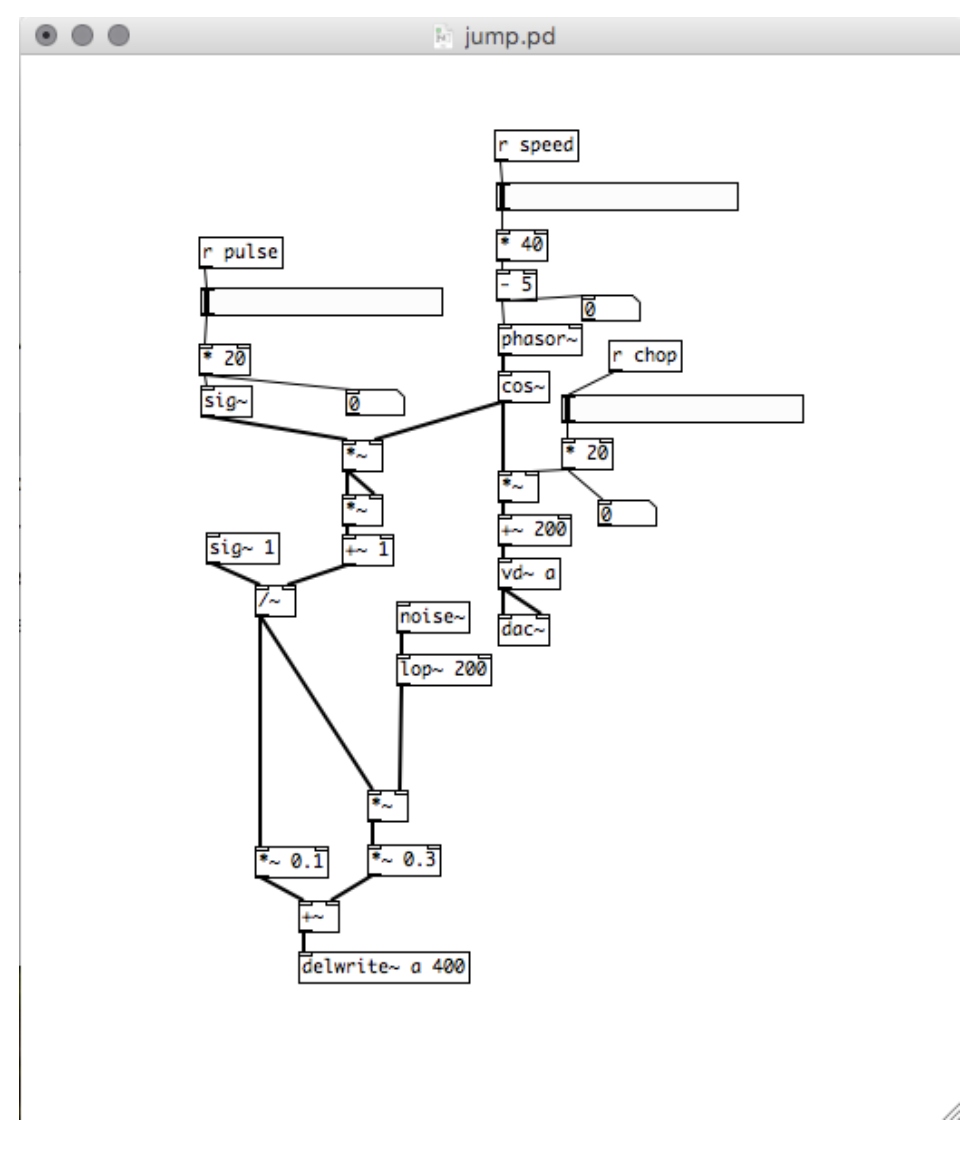 jump.pd
r speed
* 40
- 5
0
r pulse
phasor~
r chop
* 20
cos~
sig~
0
*~
* 20
*~
*~
0
+~ 200
sig~ 1
+~ 1
vd~ a
/~
noise~
dac~
lop~ 200
*~
*~ 0.1
*~ 0.3
+~
delwrite~ a 400